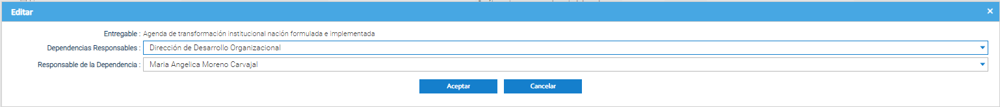 Editar
Entregable : Agenda de transformación institucional nación formulada e implementada
Dependencias Responsables : Dirección de Desarrollo Organizacional
Responsable de la Dependencia : Maria Angelica Moreno Carvajal
Aceptar Cancelar